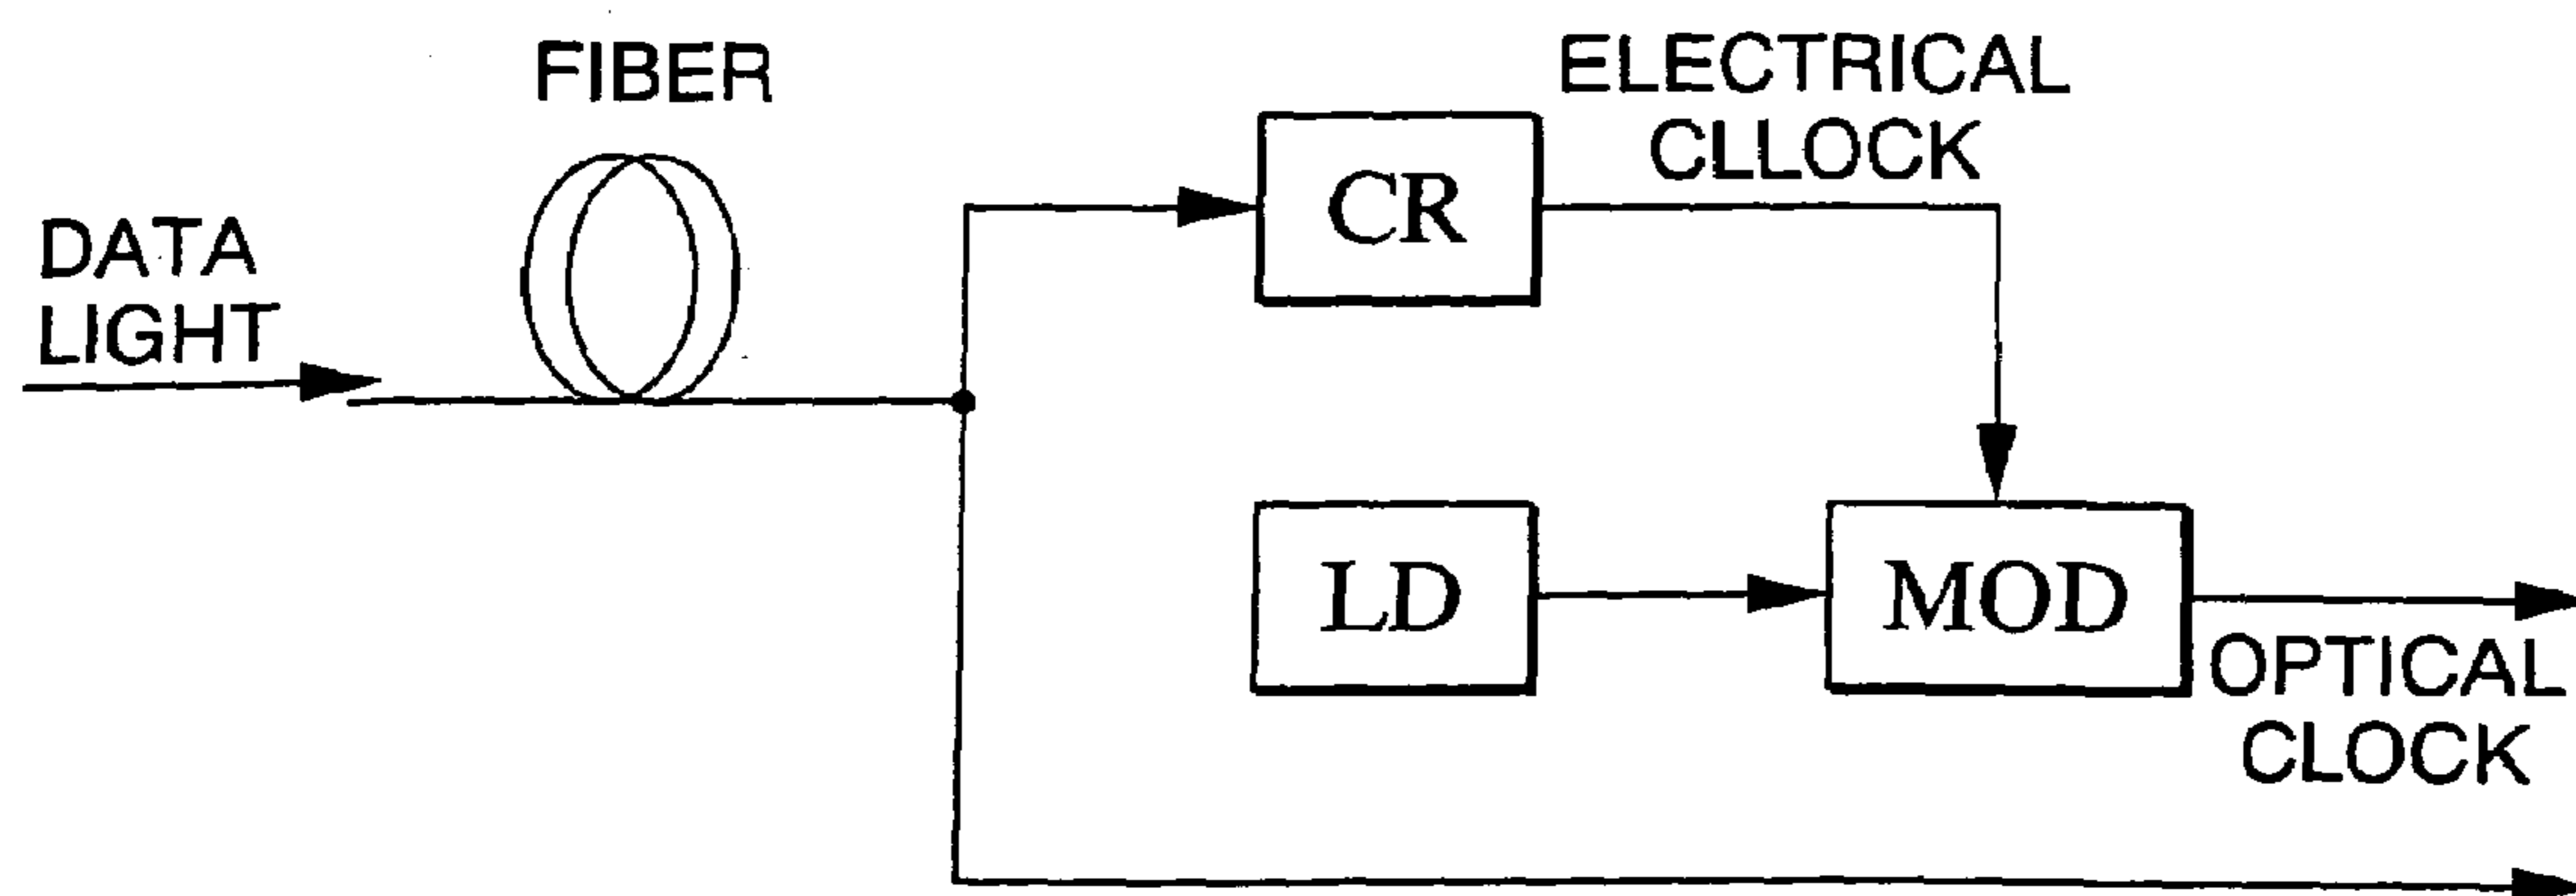 FIBER
ELECTRICAL
CLLOCK
DATA
LIGHT
CR
LD
MOD
OPTICAL
CLOCK